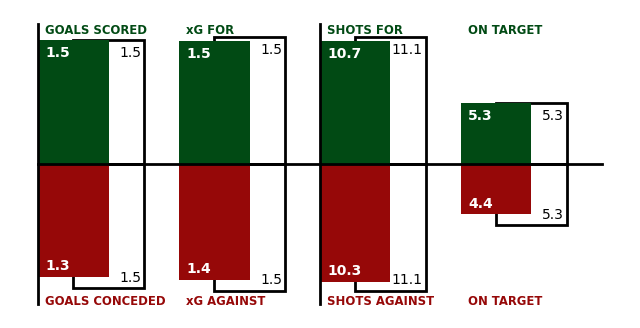 GOALS SCORED xG FOR SHOTS FOR ON TARGET
1.5 1.5 1.5 1.5 10.7 11.1
5.3 5.3
4.4 5.3
1.3 1.5 1.4 1.5 10.3 11.1
GOALS CONCEDED xG AGAINST SHOTS AGAINST ON TARGET